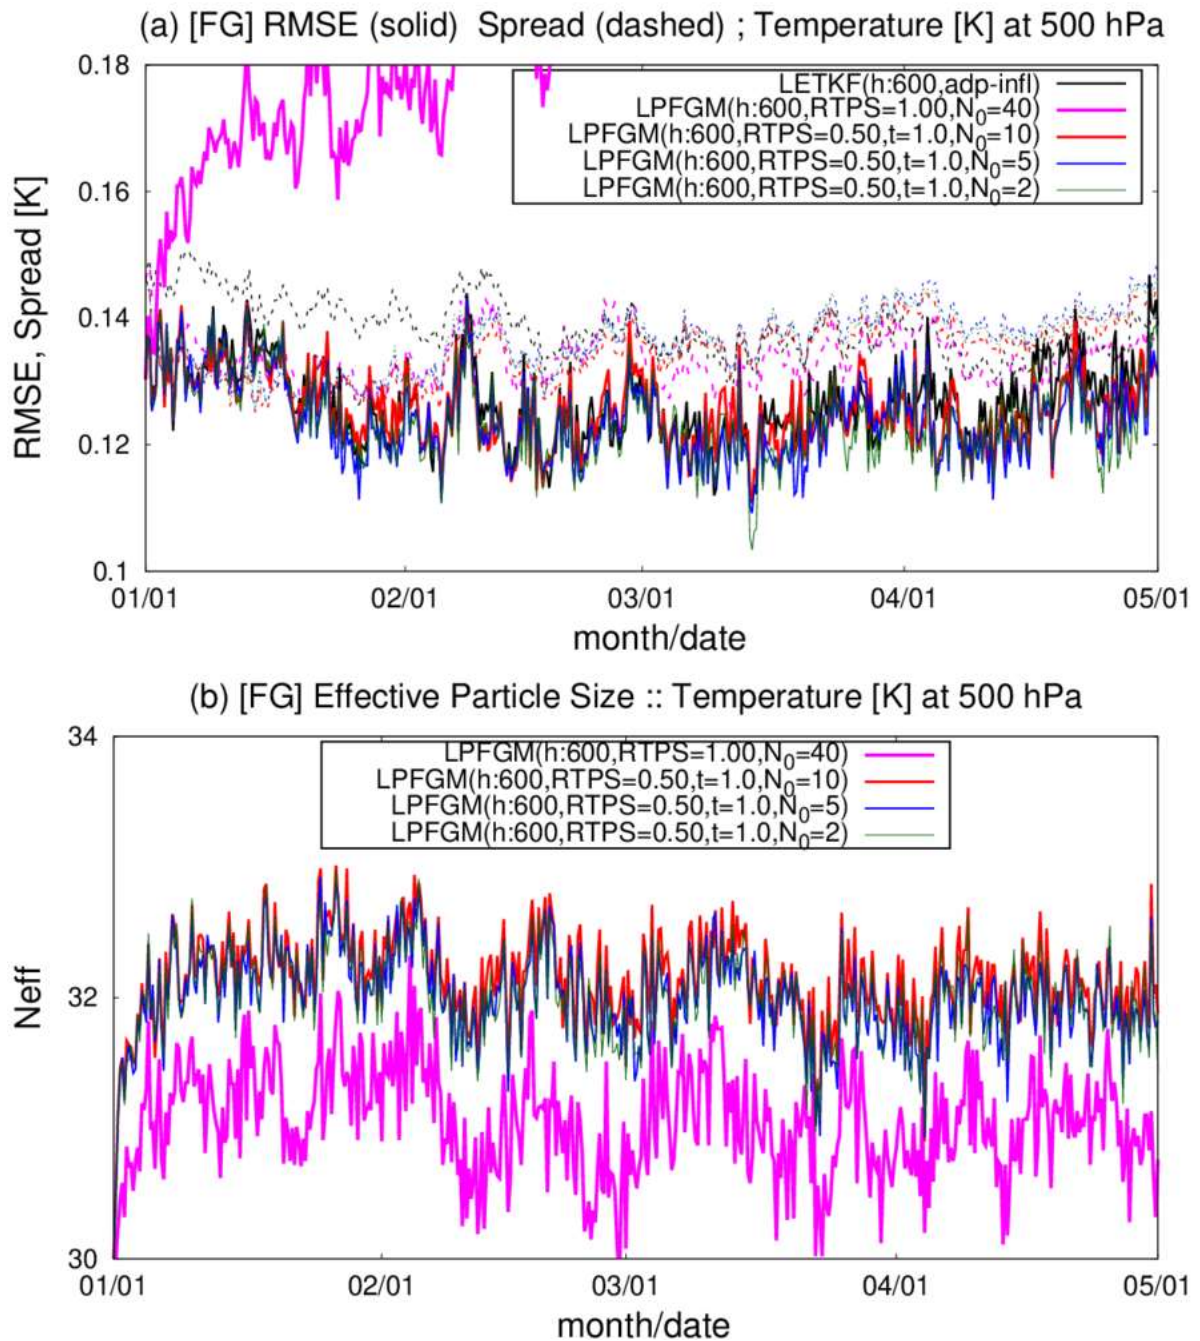 (a) [FG] RMSE (solid)  Spread (dashed) ; Temperature [K] at 500 hPa
0.18
LETKF(h:600,adp-infl)
LPFGM(h:600,RTPS=1.00,N₀=40)
LPFGM(h:600,RTPS=0.50,t=1.0,N₀=10)
LPFGM(h:600,RTPS=0.50,t=1.0,N₀=5)
LPFGM(h:600,RTPS=0.50,t=1.0,N₀=2)
0.16
0.14
0.12
0.1
RMSE, Spread [K]
01/01 02/01 03/01 04/01 05/01
month/date
(b) [FG] Effective Particle Size :: Temperature [K] at 500 hPa
34
LPFGM(h:600,RTPS=1.00,N₀=40)
LPFGM(h:600,RTPS=0.50,t=1.0,N₀=10)
LPFGM(h:600,RTPS=0.50,t=1.0,N₀=5)
LPFGM(h:600,RTPS=0.50,t=1.0,N₀=2)
32
30
Neff
01/01 02/01 03/01 04/01 05/01
month/date